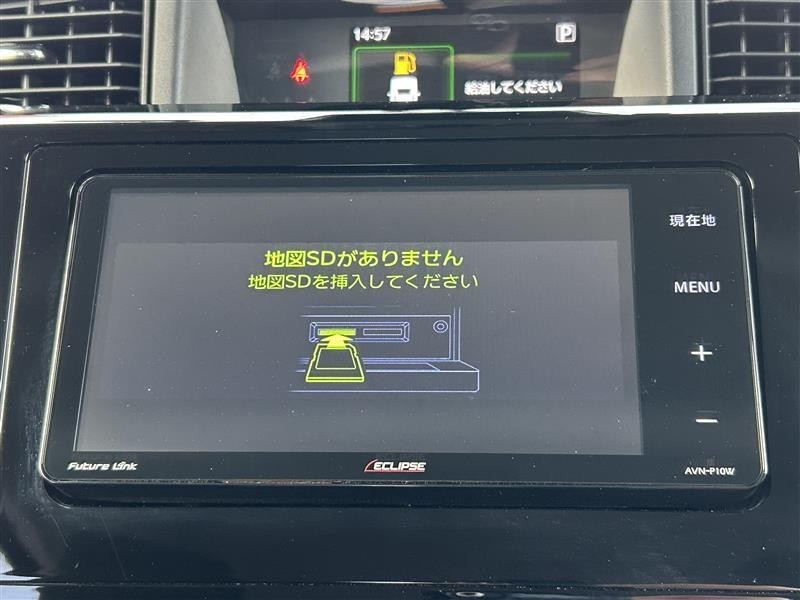 14:57
P
給油してください
地図SDがありません
地図SDを挿入してください
現在地
MENU
+
−
Future Link
ECLIPSE
AVN-P10W